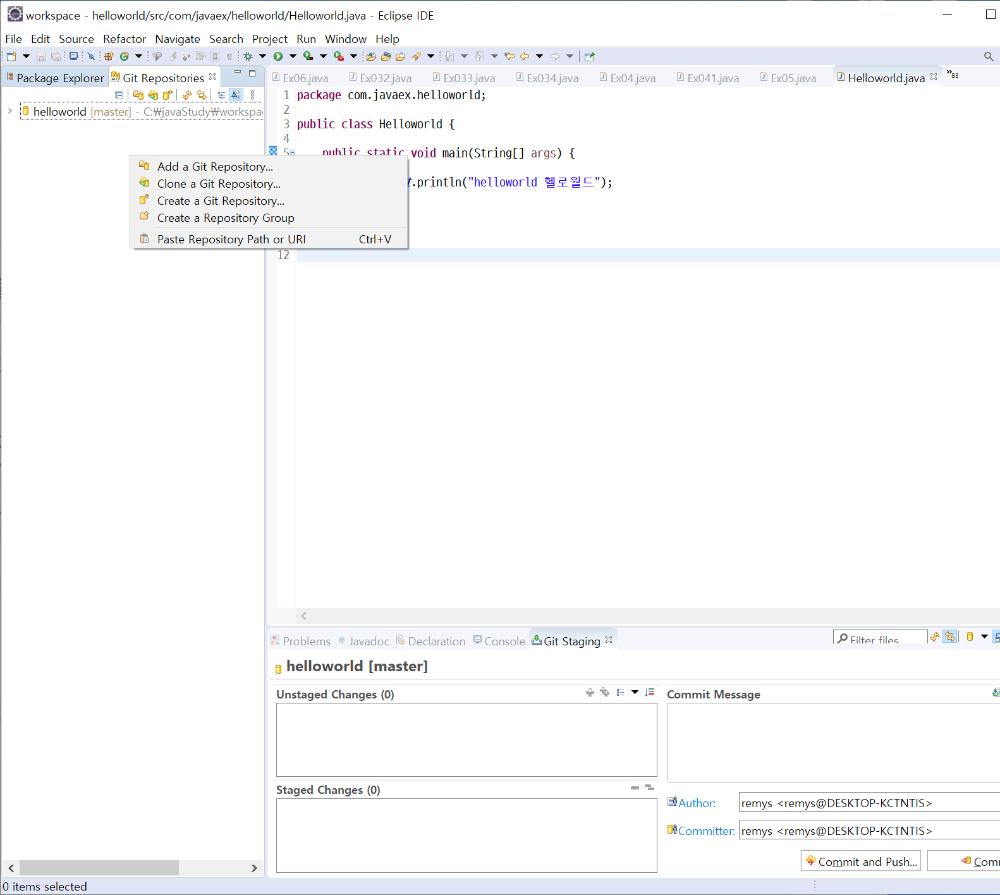 workspace - helloworld/src/com/javaex/helloworld/Helloworld.java - Eclipse IDE
File Edit Source Refactor Navigate Search Project Run Window Help
Package Explorer Git Repositories
Ex06.java Ex032.java Ex033.java Ex034.java Ex04.java Ex041.java Ex05.java Helloworld.java »83
helloworld [master] - C:₩javaStudy₩workspa
1 package com.javaex.helloworld;
2
3 public class Helloworld {
4
5 public static void main(String[] args) {
t.println("helloworld 헬로월드");
12
Add a Git Repository...
Clone a Git Repository...
Create a Git Repository...
Create a Repository Group
Paste Repository Path or URI Ctrl+V
Problems @ Javadoc Declaration Console Git Staging
Filter files
helloworld [master]
Unstaged Changes (0)
Commit Message
Staged Changes (0)
Author: remys <remys@DESKTOP-KCTNTIS>
Committer: remys <remys@DESKTOP-KCTNTIS>
Commit and Push... Comm
0 items selected